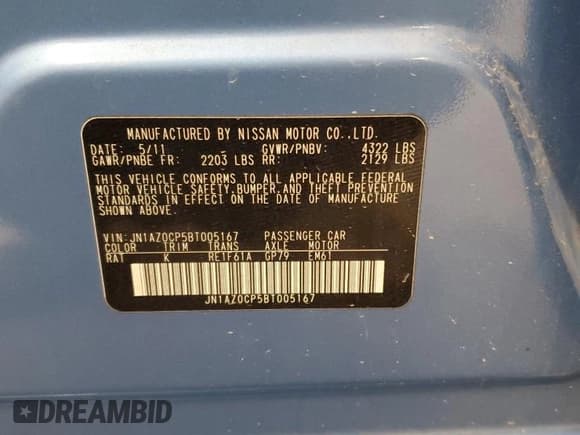 MANUFACTURED BY NISSAN MOTOR CO.,LTD.
DATE: 5/11 GVWR/PNBV: 4322 LBS
GAWR/PNBE FR: 2203 LBS RR: 2129 LBS
THIS VEHICLE CONFORMS TO ALL APPLICABLE FEDERAL
MOTOR VEHICLE SAFETY,BUMPER,AND THEFT PREVENTION
STANDARDS IN EFFECT ON THE DATE OF MANUFACTURE
SHOWN ABOVE.
VIN:JN1AZ0CP5BT005167 PASSENGER CAR
COLOR TRIM TRANS AXLE MOTOR
RAT K RE1F61A GP79 EM61
JN1AZ0CP5BT005167
DREAMBID